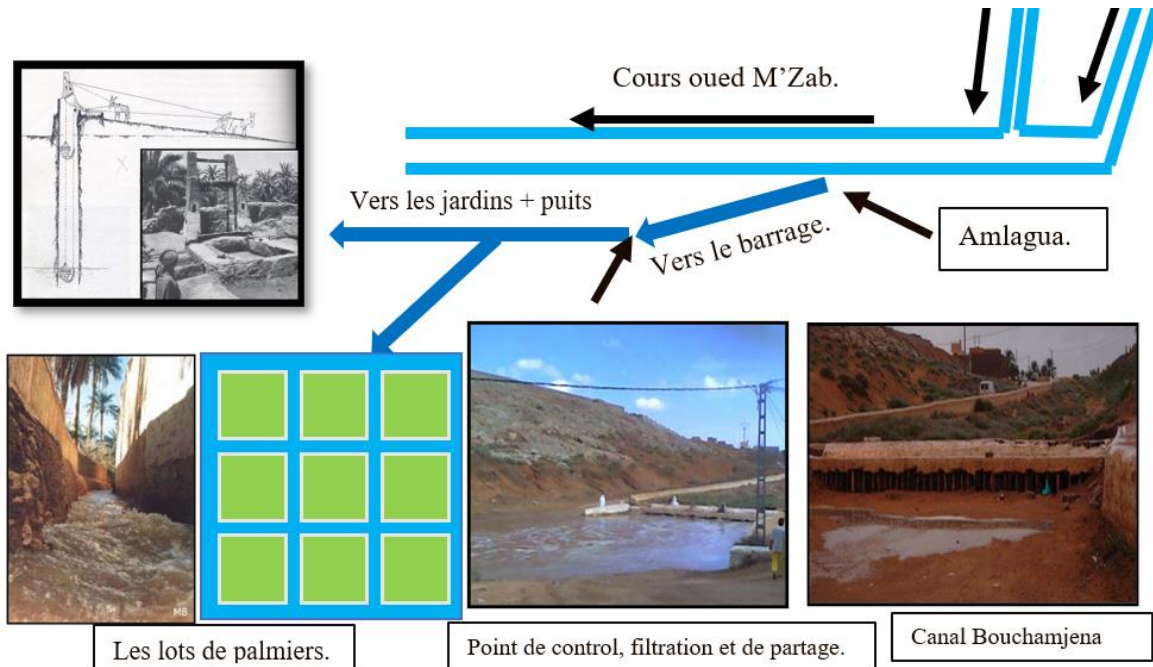 Cours oued M’Zab.
Vers les jardins + puits
Vers le barrage.
Amlagua.
MB
Les lots de palmiers.
Point de control, filtration et de partage.
Canal Bouchamjena